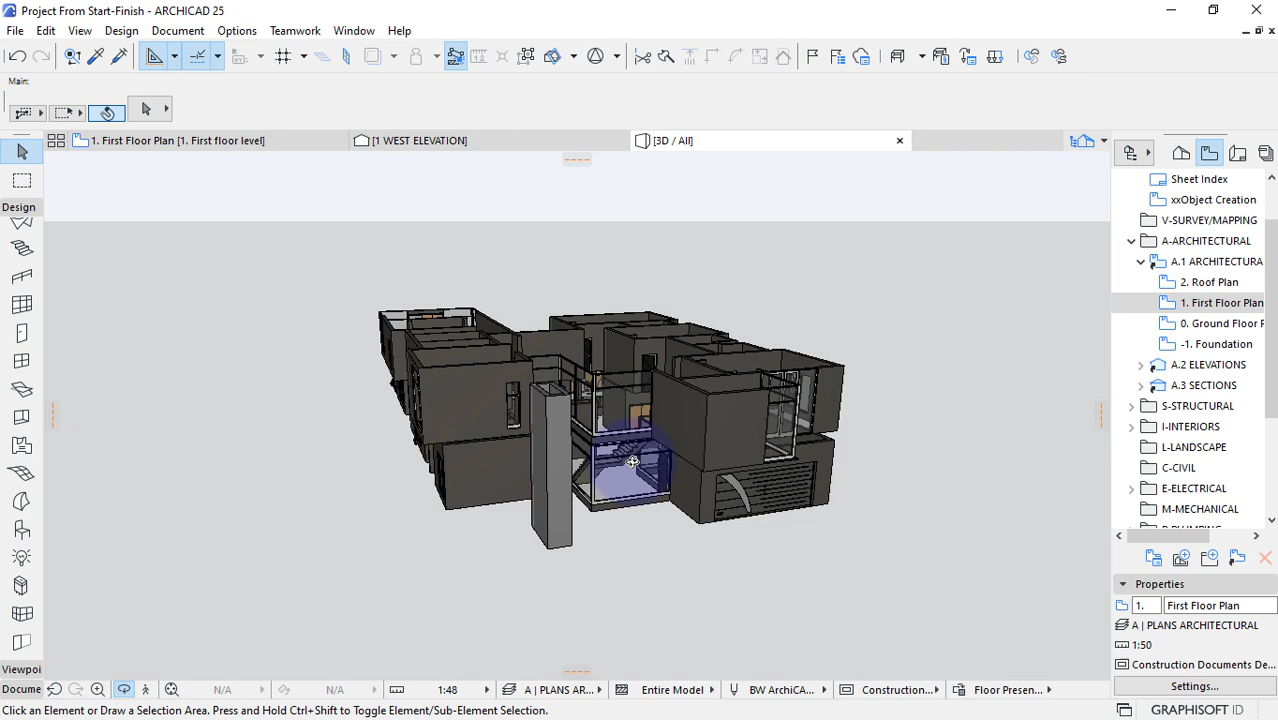 Project From Start-Finish - ARCHICAD 25
File Edit View Design Document Options Teamwork Window Help
Main:
1. First Floor Plan [1. First floor level]
[1 WEST ELEVATION]
[3D / All]
Design
Sheet Index
xxObject Creation
V-SURVEY/MAPPING
A-ARCHITECTURAL
A.1 ARCHITECTURA
2. Roof Plan
1. First Floor Plan
0. Ground Floor P
-1. Foundation
A.2 ELEVATIONS
A.3 SECTIONS
S-STRUCTURAL
I-INTERIORS
L-LANDSCAPE
C-CIVIL
E-ELECTRICAL
M-MECHANICAL
Properties
1. First Floor Plan
A | PLANS ARCHITECTURAL
1:50
Construction Documents De
Settings...
Viewpoi
Docume
N/A
N/A
1:48
A | PLANS AR...
Entire Model
BW ArchiCA...
Construction...
Floor Presen...
Click an Element or Draw a Selection Area. Press and Hold Ctrl+Shift to Toggle Element/Sub-Element Selection.
GRAPHISOFT ID